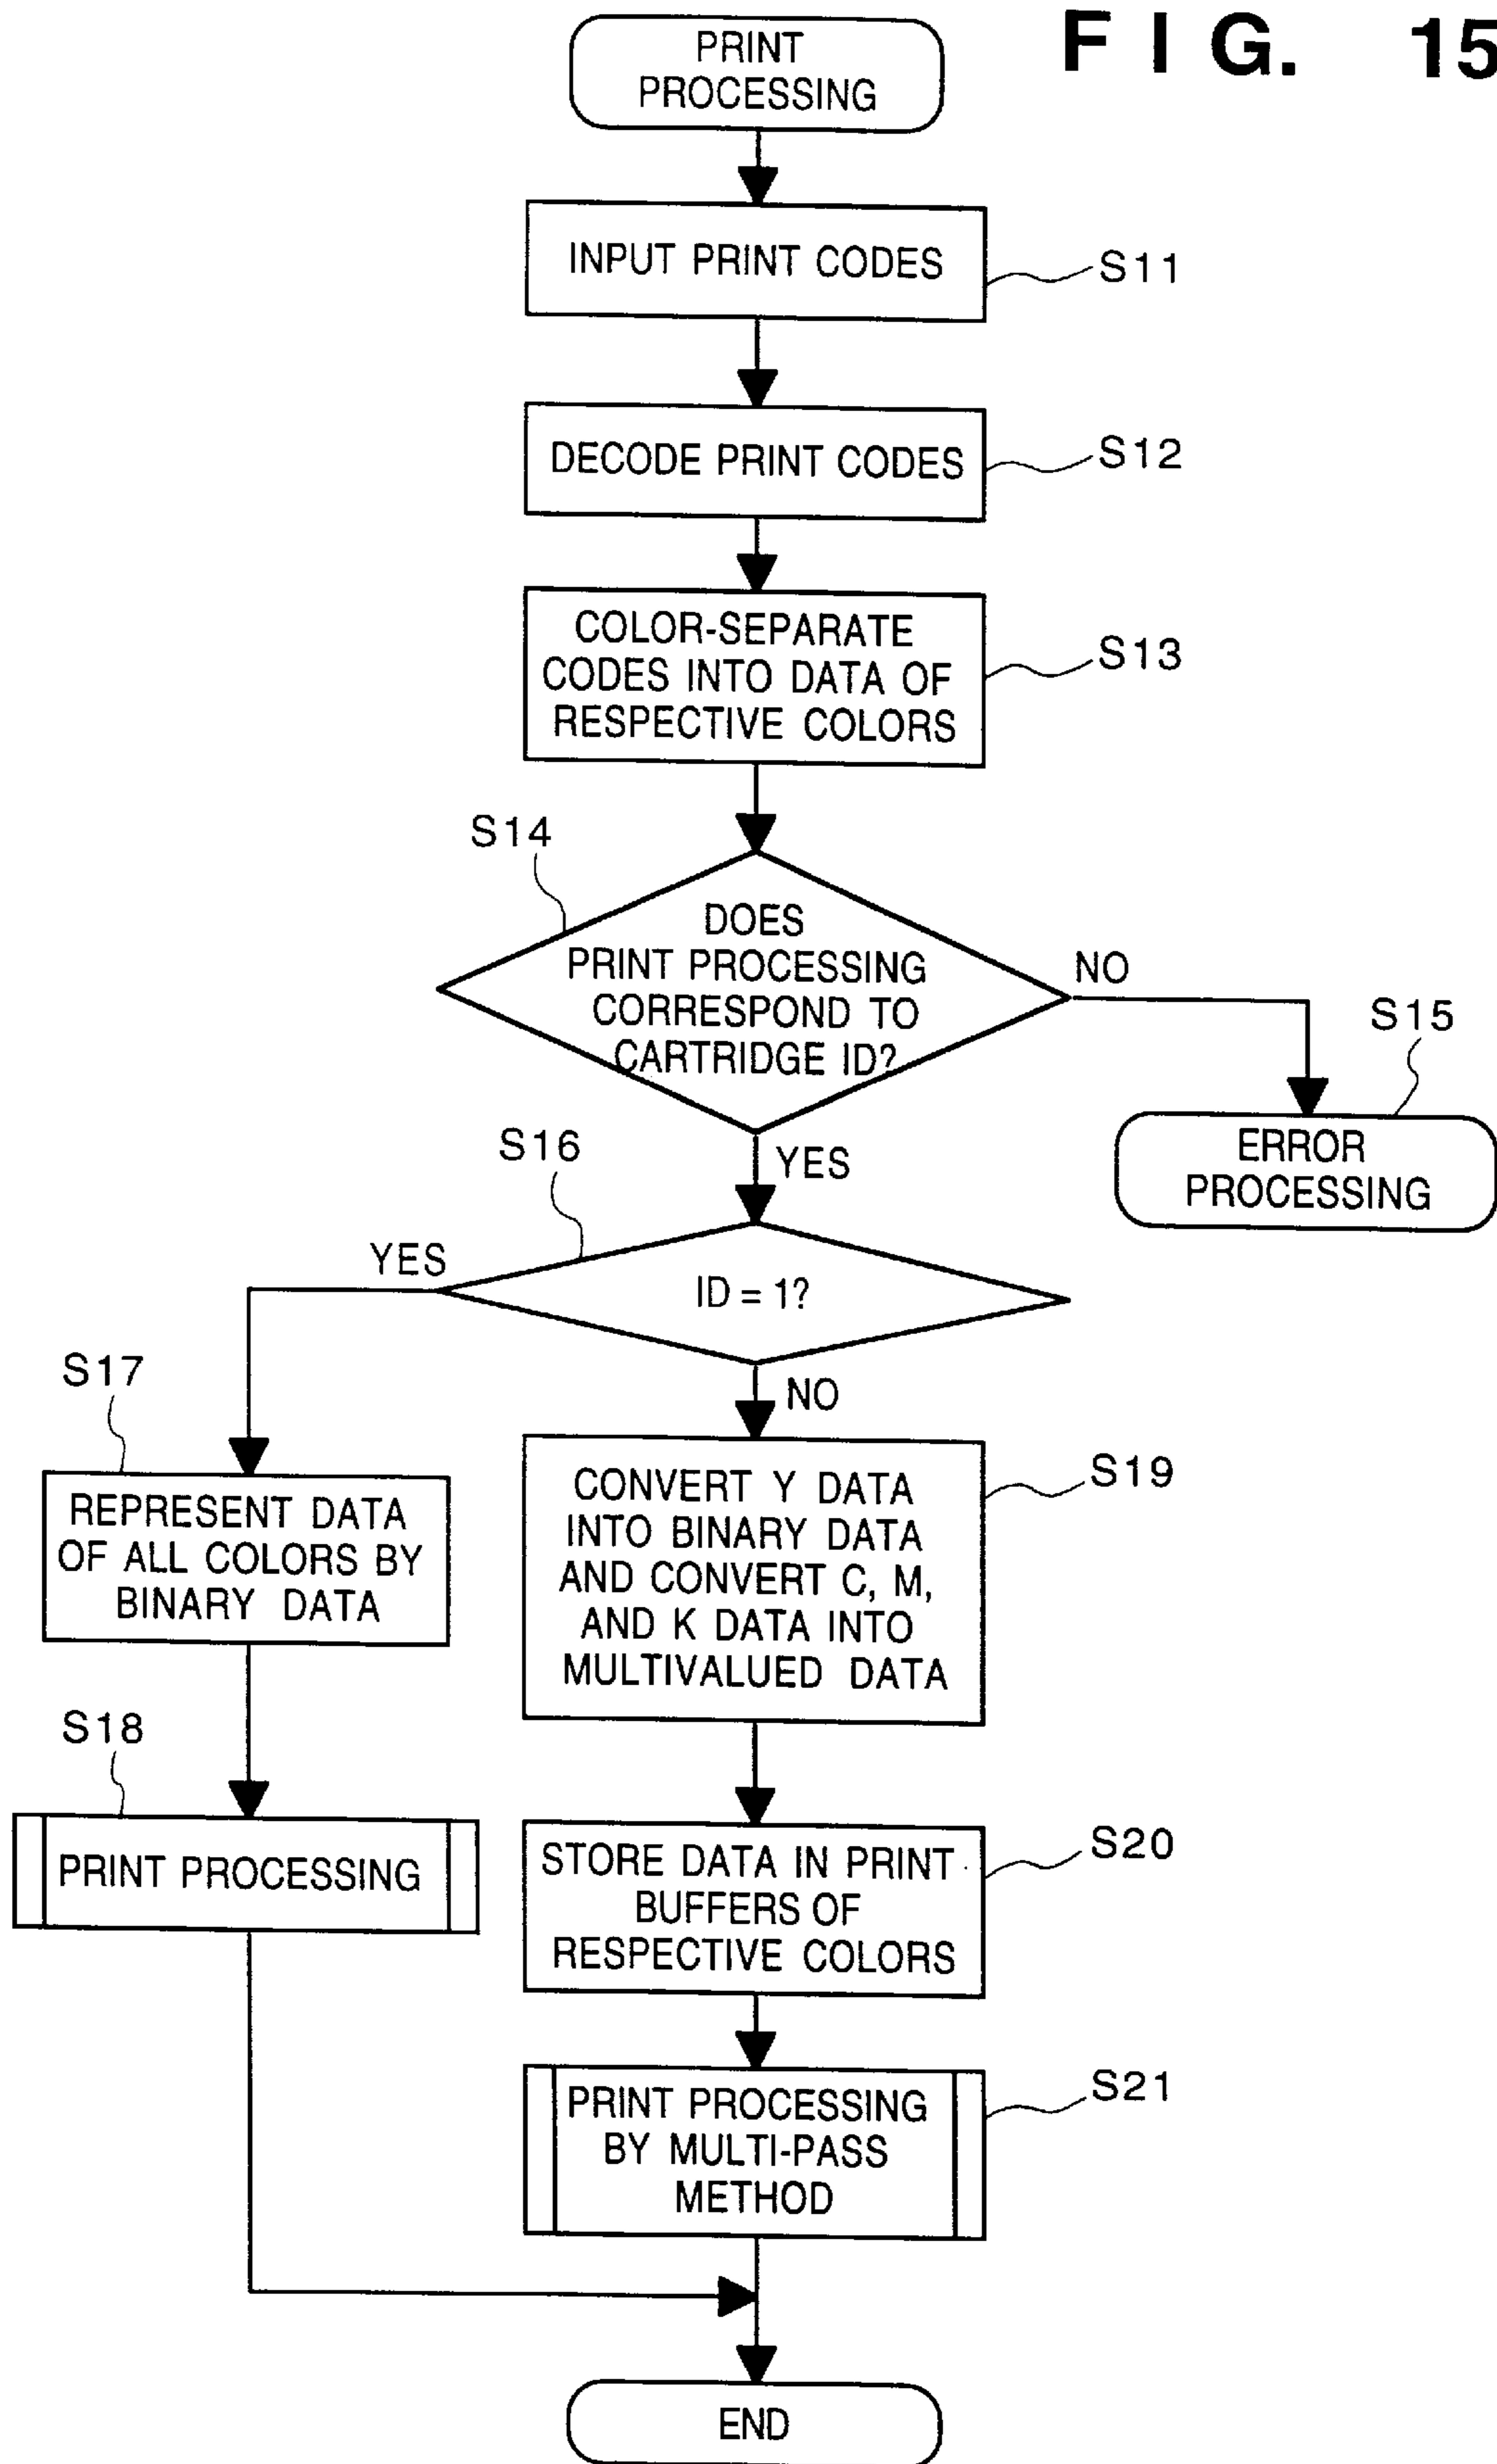 F I G. 15
PRINT
PROCESSING
INPUT PRINT CODES
S11
DECODE PRINT CODES
S12
COLOR-SEPARATE
CODES INTO DATA OF
RESPECTIVE COLORS
S13
S14
DOES
PRINT PROCESSING
CORRESPOND TO
CARTRIDGE ID?
NO
S15
ERROR
PROCESSING
YES
S16
ID = 1?
YES
NO
S17
REPRESENT DATA
OF ALL COLORS BY
BINARY DATA
S18
PRINT PROCESSING
CONVERT Y DATA
INTO BINARY DATA
AND CONVERT C, M,
AND K DATA INTO
MULTIVALUED DATA
S19
STORE DATA IN PRINT
BUFFERS OF
RESPECTIVE COLORS
S20
PRINT PROCESSING
BY MULTI-PASS
METHOD
S21
END